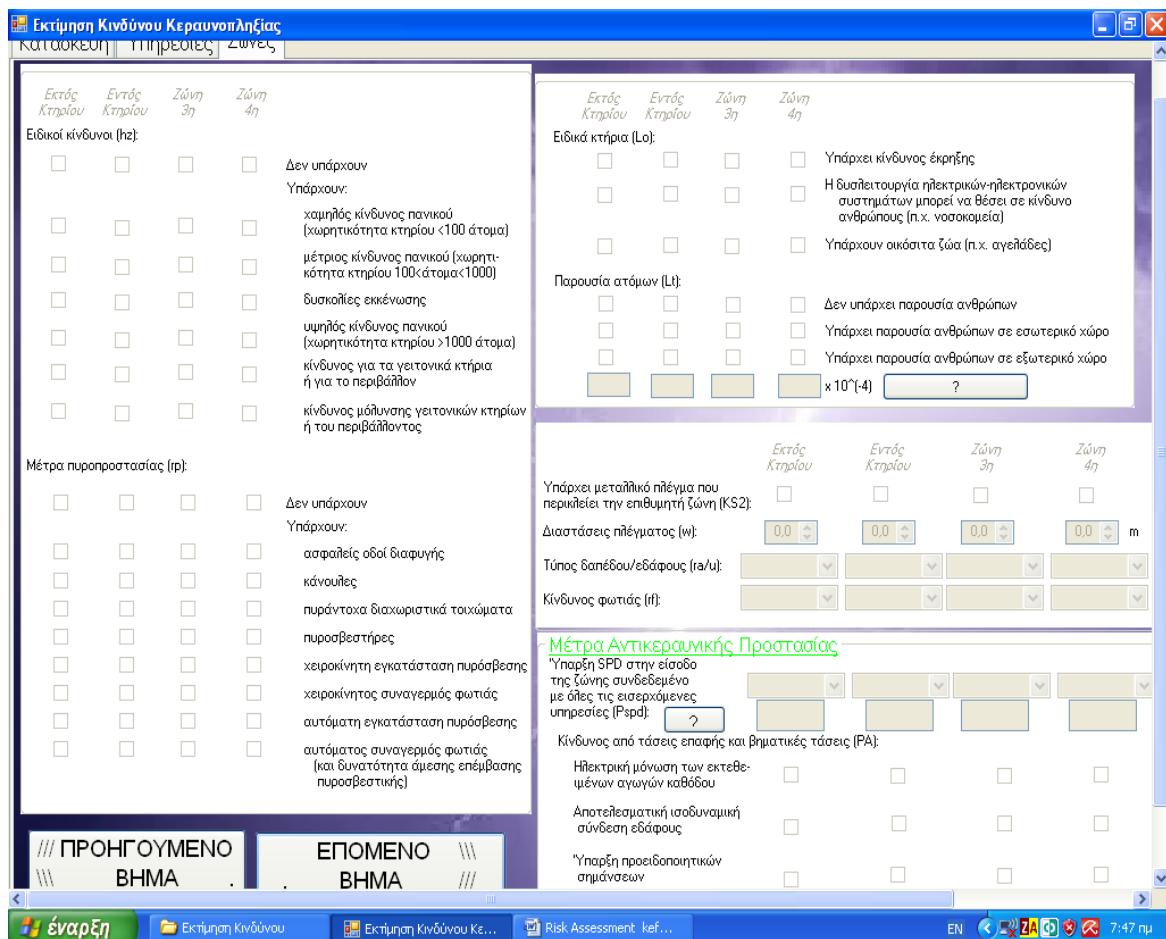 Εκτίμηση Κινδύνου Κεραυνοπληξίας
Κατασκευή Υπηρεσίες Ζώνες
Εκτός Κτηρίου Εντός Κτηρίου Ζώνη 3η Ζώνη 4η
Ειδικοί κίνδυνοι (hz):
Δεν υπάρχουν
Υπάρχουν:
χαμηλός κίνδυνος πανικού
(χωρητικότητα κτηρίου <100 άτομα)
μέτριος κίνδυνος πανικού (χωρητι-
κότητα κτηρίου 100<άτομα<1000)
δυσκολίες εκκένωσης
υψηλός κίνδυνος πανικού
(χωρητικότητα κτηρίου >1000 άτομα)
κίνδυνος για τα γειτονικά κτήρια
ή για το περιβάλλον
κίνδυνος μόλυνσης γειτονικών κτηρίων
ή του περιβάλλοντος
Μέτρα πυροπροστασίας (rp):
Δεν υπάρχουν
Υπάρχουν:
ασφαλείς οδοί διαφυγής
κάνουλες
πυράντοχα διαχωριστικά τοιχώματα
πυροσβεστήρες
χειροκίνητη εγκατάσταση πυρόσβεσης
χειροκίνητος συναγερμός φωτιάς
αυτόματη εγκατάσταση πυρόσβεσης
αυτόματος συναγερμός φωτιάς
(και δυνατότητα άμεσης επέμβασης
πυροσβεστικής)
/// ΠΡΟΗΓΟΥΜΕΝΟ
\\\ ΒΗΜΑ .
ΕΠΟΜΕΝΟ \\\
. ΒΗΜΑ ///
Εκτός Κτηρίου Εντός Κτηρίου Ζώνη 3η Ζώνη 4η
Ειδικά κτήρια (Lo):
Υπάρχει κίνδυνος έκρηξης
Η δυσλειτουργία ηλεκτρικών-ηλεκτρονικών
συστημάτων μπορεί να θέσει σε κίνδυνο
ανθρώπους (π.χ. νοσοκομεία)
Υπάρχουν οικόσιτα ζώα (π.χ. αγελάδες)
Παρουσία ατόμων (Lt):
Δεν υπάρχει παρουσία ανθρώπων
Υπάρχει παρουσία ανθρώπων σε εσωτερικό χώρο
Υπάρχει παρουσία ανθρώπων σε εξωτερικό χώρο
x 10^(-4) ?
Εκτός Κτηρίου Εντός Κτηρίου Ζώνη 3η Ζώνη 4η
Υπάρχει μεταλλικό πλέγμα που
περικλείει την επιθυμητή ζώνη (KS2):
Διαστάσεις πλέγματος (w): 0,0 0,0 0,0 0,0 m
Τύπος δαπέδου/εδάφους (ra/u):
Κίνδυνος φωτιάς (rf):
Μέτρα Αντικεραυνικής Προστασίας
Ύπαρξη SPD στην είσοδο
της ζώνης συνδεδεμένο
με όλες τις εισερχόμενες
υπηρεσίες (Pspd): ?
Κίνδυνος από τάσεις επαφής και βηματικές τάσεις (PA):
Ηλεκτρική μόνωση των εκτεθε-
ιμένων αγωγών καθόδου
Αποτελεσματική ισοδυναμική
σύνδεση εδάφους
Ύπαρξη προειδοποιητικών
σημάνσεων
έναρξη Εκτίμηση Κινδύνου Εκτίμηση Κινδύνου Κε... Risk Assessment kef... EN ZA 7:47 πμ